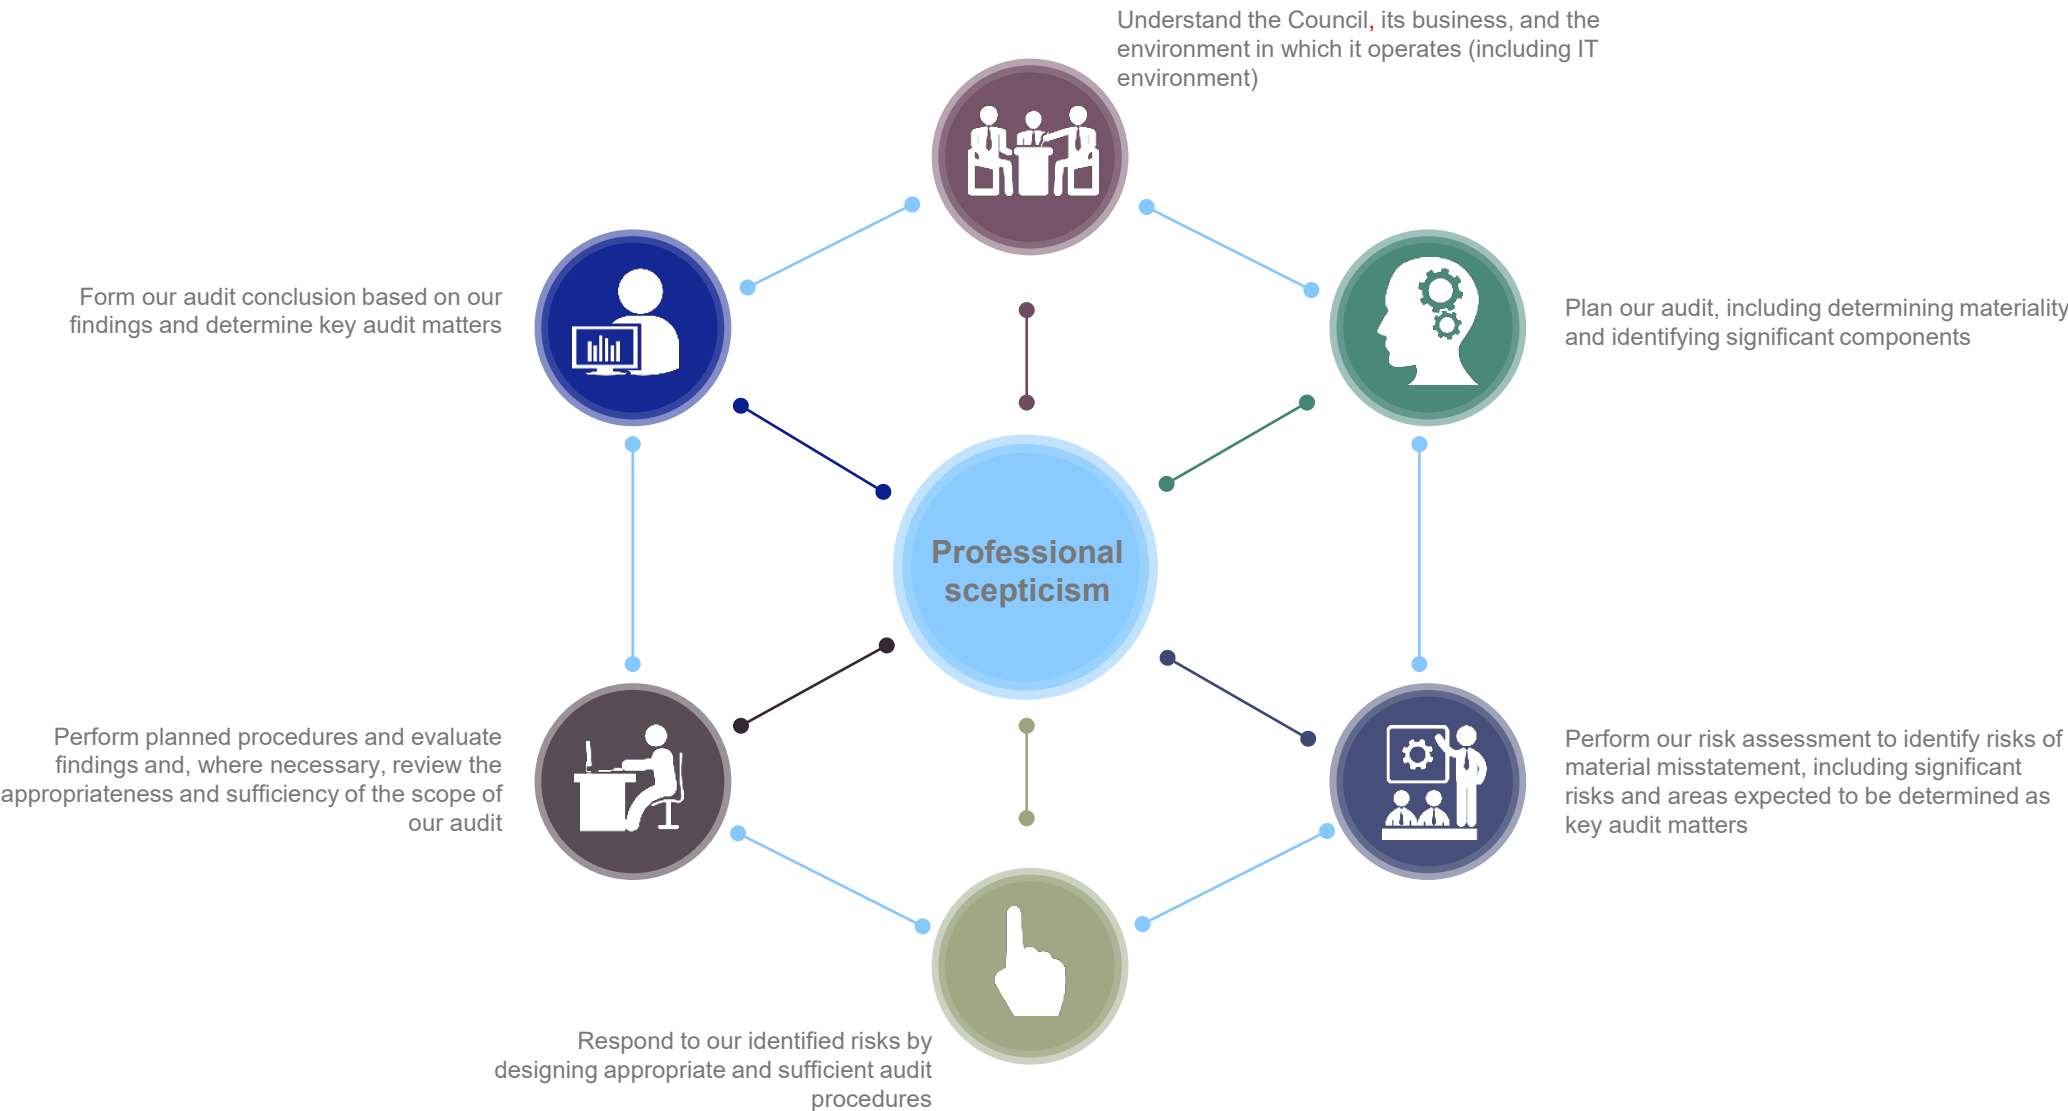 Understand the Council, its business, and the
environment in which it operates (including IT
environment)
Plan our audit, including determining materiality
and identifying significant components
Perform our risk assessment to identify risks of
material misstatement, including significant
risks and areas expected to be determined as
key audit matters
Respond to our identified risks by
designing appropriate and sufficient audit
procedures
Perform planned procedures and evaluate
findings and, where necessary, review the
appropriateness and sufficiency of the scope of
our audit
Form our audit conclusion based on our
findings and determine key audit matters
Professional
scepticism